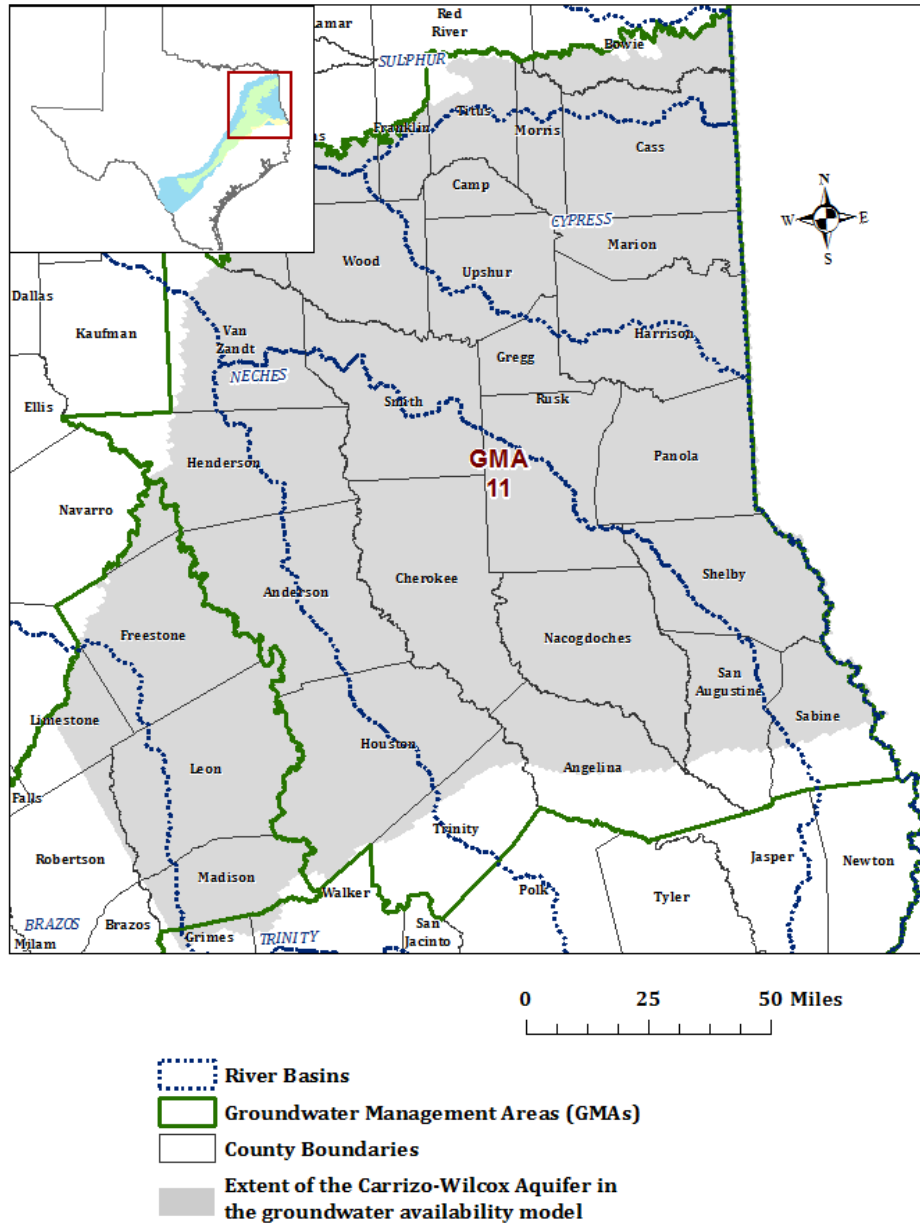 Lamar
Red
River
Bowie
SULPHUR
Titus
Franklin
Morris
Cass
Camp
CYPRESS
N
W E
S
Wood
Marion
Upshur
Dallas
Kaufman
Van
Zandt
Harrison
Gregg
NECHES
Ellis
Smith
Rusk
Henderson
GMA
11
Panola
Navarro
Cherokee
Shelby
Anderson
Freestone
Nacogdoches
San
Augustine
Limestone
Sabine
Houston
Leon
Angelina
Falls
Trinity
Robertson
Jasper
Newton
Madison
Walker
Polk
Tyler
BRAZOS
Brazos
San
Jacinto
Milam
Grimes
TRINITY
0 25 50 Miles
River Basins
Groundwater Management Areas (GMAs)
County Boundaries
Extent of the Carrizo-Wilcox Aquifer in
the groundwater availability model